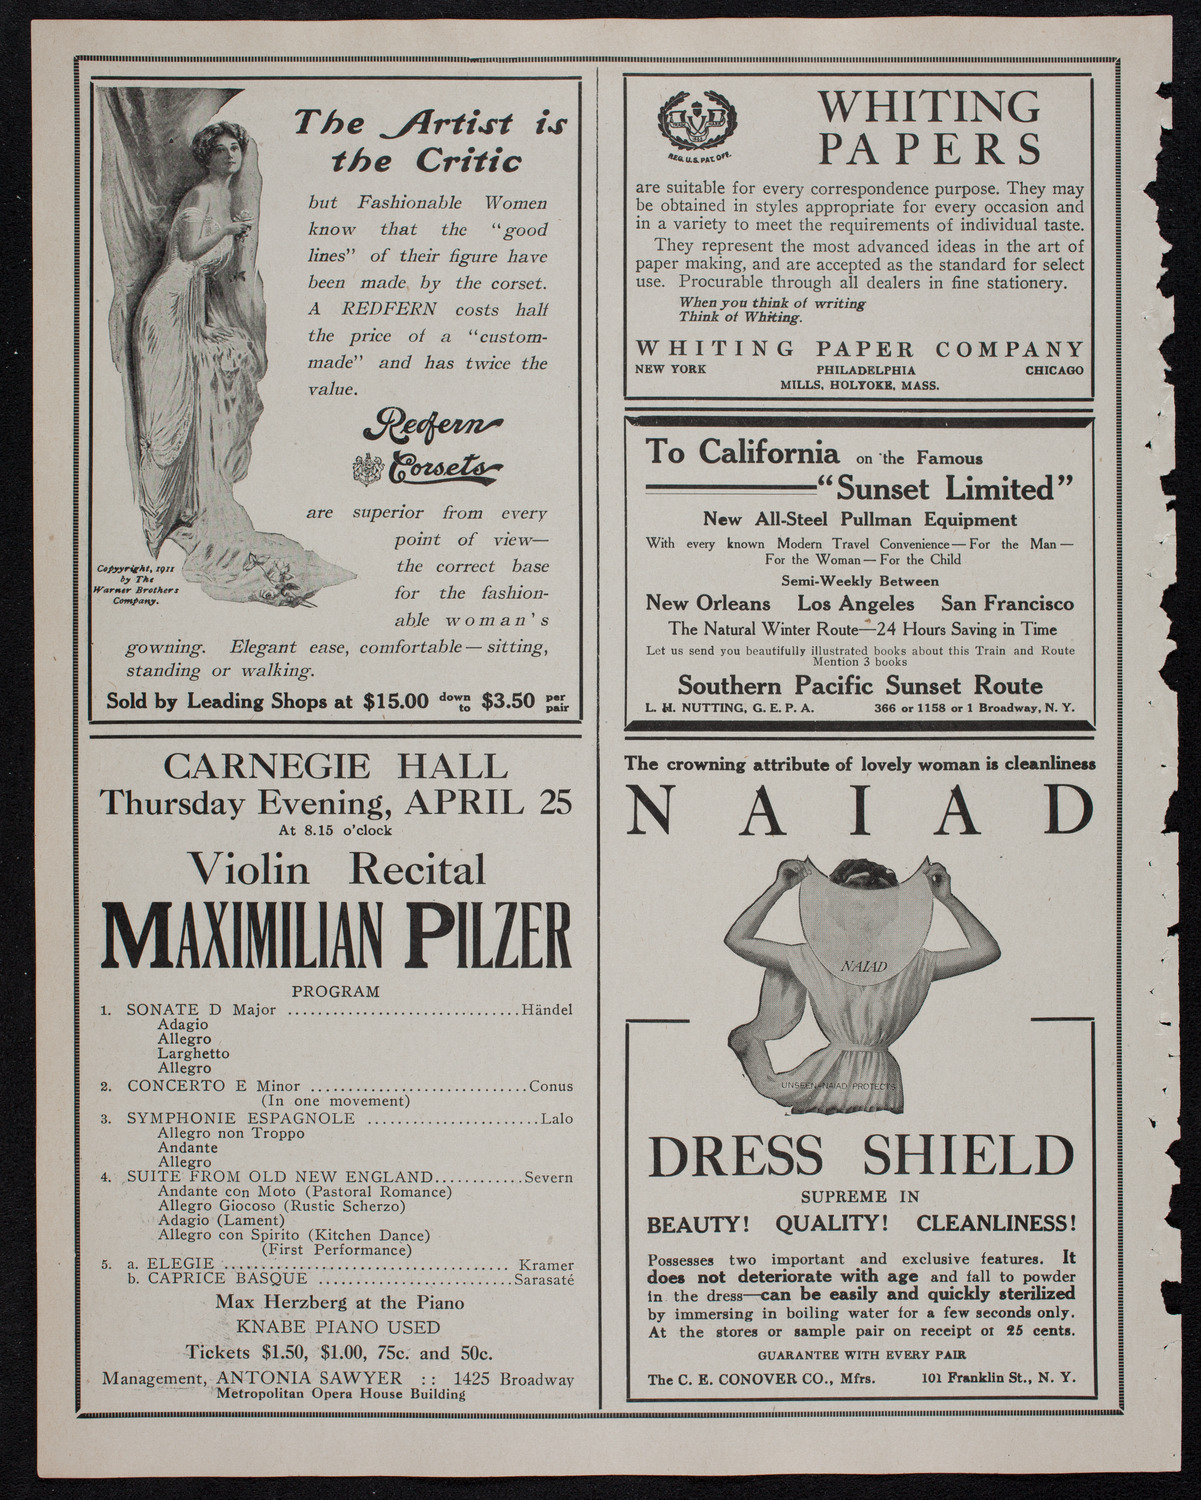 The Artist is
the Critic
but Fashionable Women
know that the "good
lines" of their figure have
been made by the corset.
A REDFERN costs half
the price of a "custom-
made" and has twice the
value.
Redfern
Corsets
are superior from every
point of view—
the correct base
for the fashion-
able woman's
gowning. Elegant ease, comfortable—sitting,
standing or walking.
Copyright, 1911
by The
Warner Brothers
Company.
Sold by Leading Shops at $15.00 down to $3.50 per pair
CARNEGIE HALL
Thursday Evening, APRIL 25
At 8.15 o'clock
Violin Recital
MAXIMILIAN PILZER
PROGRAM
1. SONATE D Major ..............................Händel
Adagio
Allegro
Larghetto
Allegro
2. CONCERTO E Minor ............................Conus
(In one movement)
3. SYMPHONIE ESPAGNOLE .......................Lalo
Allegro non Troppo
Andante
Allegro
4. SUITE FROM OLD NEW ENGLAND............Severn
Andante con Moto (Pastoral Romance)
Allegro Giocoso (Rustic Scherzo)
Adagio (Lament)
Allegro con Spirito (Kitchen Dance)
(First Performance)
5. a. ELEGIE ...................................... Kramer
b. CAPRICE BASQUE .........................Sarasaté
Max Herzberg at the Piano
KNABE PIANO USED
Tickets $1.50, $1.00, 75c. and 50c.
Management, ANTONIA SAWYER :: 1425 Broadway
Metropolitan Opera House Building
REG. U.S. PAT. OFF.
WHITING
PAPERS
are suitable for every correspondence purpose. They may
be obtained in styles appropriate for every occasion and
in a variety to meet the requirements of individual taste.
They represent the most advanced ideas in the art of
paper making, and are accepted as the standard for select
use. Procurable through all dealers in fine stationery.
When you think of writing
Think of Whiting.
WHITING PAPER COMPANY
NEW YORK PHILADELPHIA CHICAGO
MILLS, HOLYOKE, MASS.
To California on the Famous
"Sunset Limited"
New All-Steel Pullman Equipment
With every known Modern Travel Convenience—For the Man—
For the Woman—For the Child
Semi-Weekly Between
New Orleans Los Angeles San Francisco
The Natural Winter Route—24 Hours Saving in Time
Let us send you beautifully illustrated books about this Train and Route
Mention 3 books
Southern Pacific Sunset Route
L. H. NUTTING, G. E. P. A. 366 or 1158 or 1 Broadway, N. Y.
The crowning attribute of lovely woman is cleanliness
NAIAD
NAIAD
UNSEEN-NAIAD PROTECTS
DRESS SHIELD
SUPREME IN
BEAUTY! QUALITY! CLEANLINESS!
Possesses two important and exclusive features. It
does not deteriorate with age and fall to powder
in the dress—can be easily and quickly sterilized
by immersing in boiling water for a few seconds only.
At the stores or sample pair on receipt of 25 cents.
GUARANTEE WITH EVERY PAIR
The C. E. CONOVER CO., Mfrs. 101 Franklin St., N. Y.